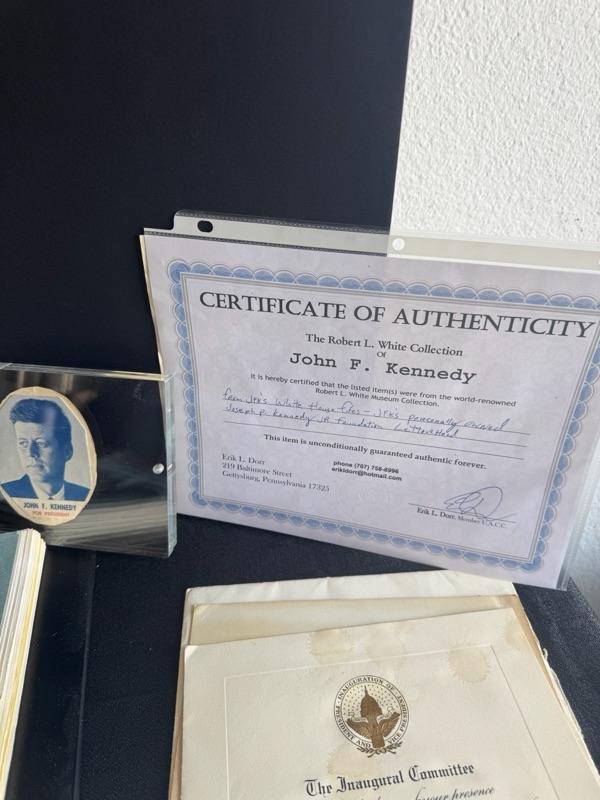 CERTIFICATE OF AUTHENTICITY
The Robert L. White Collection
Of
John F. Kennedy
It is hereby certified that the listed item(s) were from the world-renowned
Robert L. White Museum Collection.
from JFK's White House files - JFK's personally owned
Joseph P. Kennedy JR Foundation Letterhead
This item is unconditionally guaranteed authentic forever.
Erik L. Dorr
219 Baltimore Street
Gettysburg, Pennsylvania 17325
phone (707) 758-8996
erikldorr@hotmail.com
Erik L. Dorr, Member U.A.C.C.
JOHN F. KENNEDY
FOR PRESIDENT
INAUGURATION OF
PRESIDENT AND VICE PRESIDENT
The Inaugural Committee
your presence